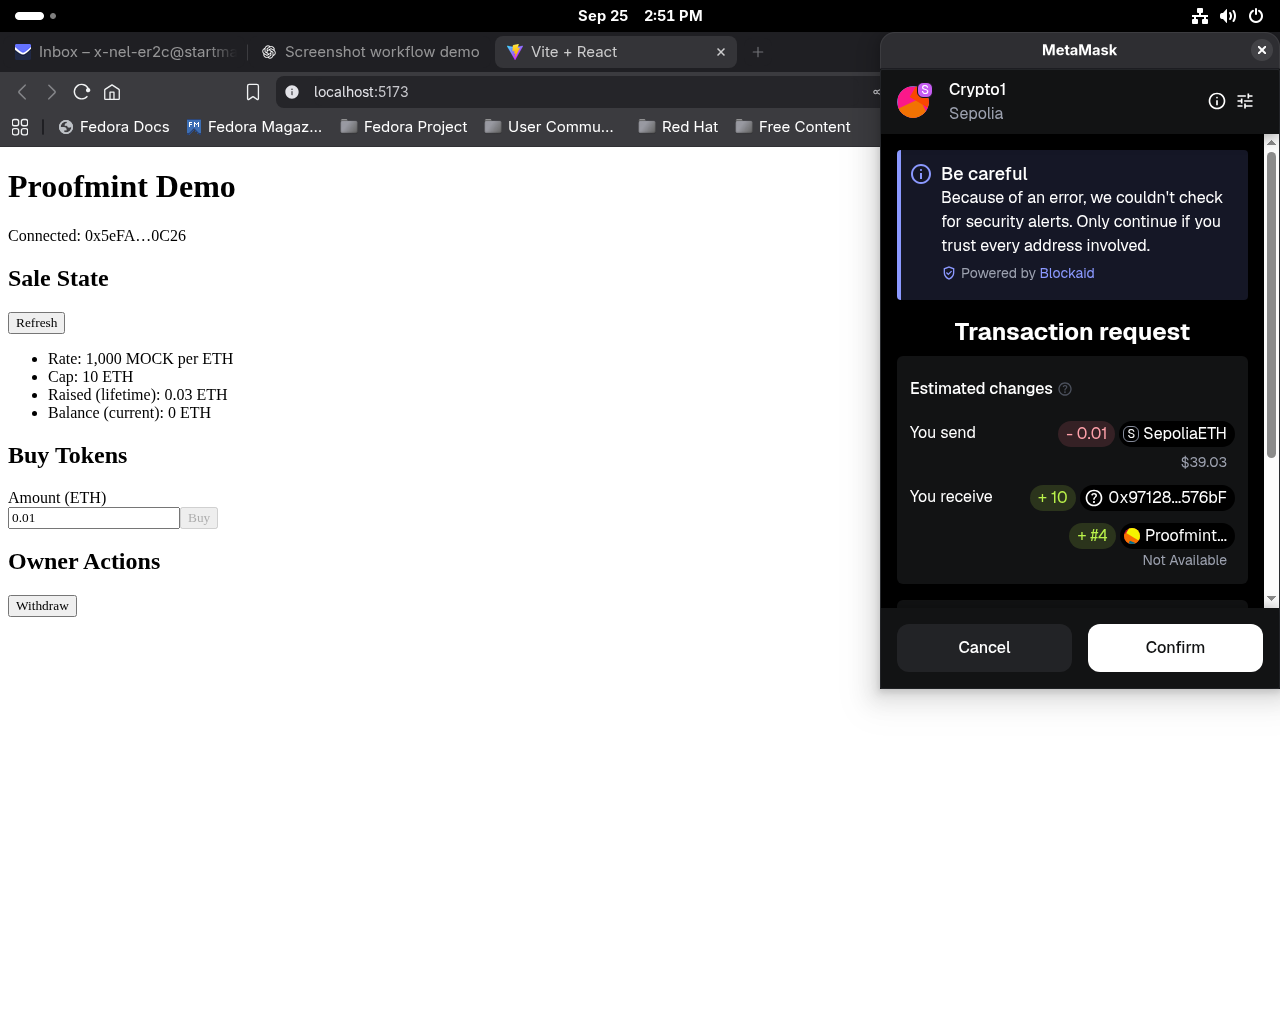 Sep 25 2:51 PM
Inbox – x-nel-er2c@startma
Screenshot workflow demo
Vite + React
localhost:5173
Fedora Docs
Fedora Magaz...
Fedora Project
User Commu...
Red Hat
Free Content
Proofmint Demo
Connected: 0x5eFA…0C26
Sale State
Refresh
Rate: 1,000 MOCK per ETH
Cap: 10 ETH
Raised (lifetime): 0.03 ETH
Balance (current): 0 ETH
Buy Tokens
Amount (ETH)
0.01 Buy
Owner Actions
Withdraw
MetaMask
S
Crypto1
Sepolia
Be careful
Because of an error, we couldn't check
for security alerts. Only continue if you
trust every address involved.
Powered by Blockaid
Transaction request
Estimated changes
You send - 0.01 S SepoliaETH
$39.03
You receive + 10 ? 0x97128...576bF
+ #4 Proofmint...
Not Available
Cancel Confirm